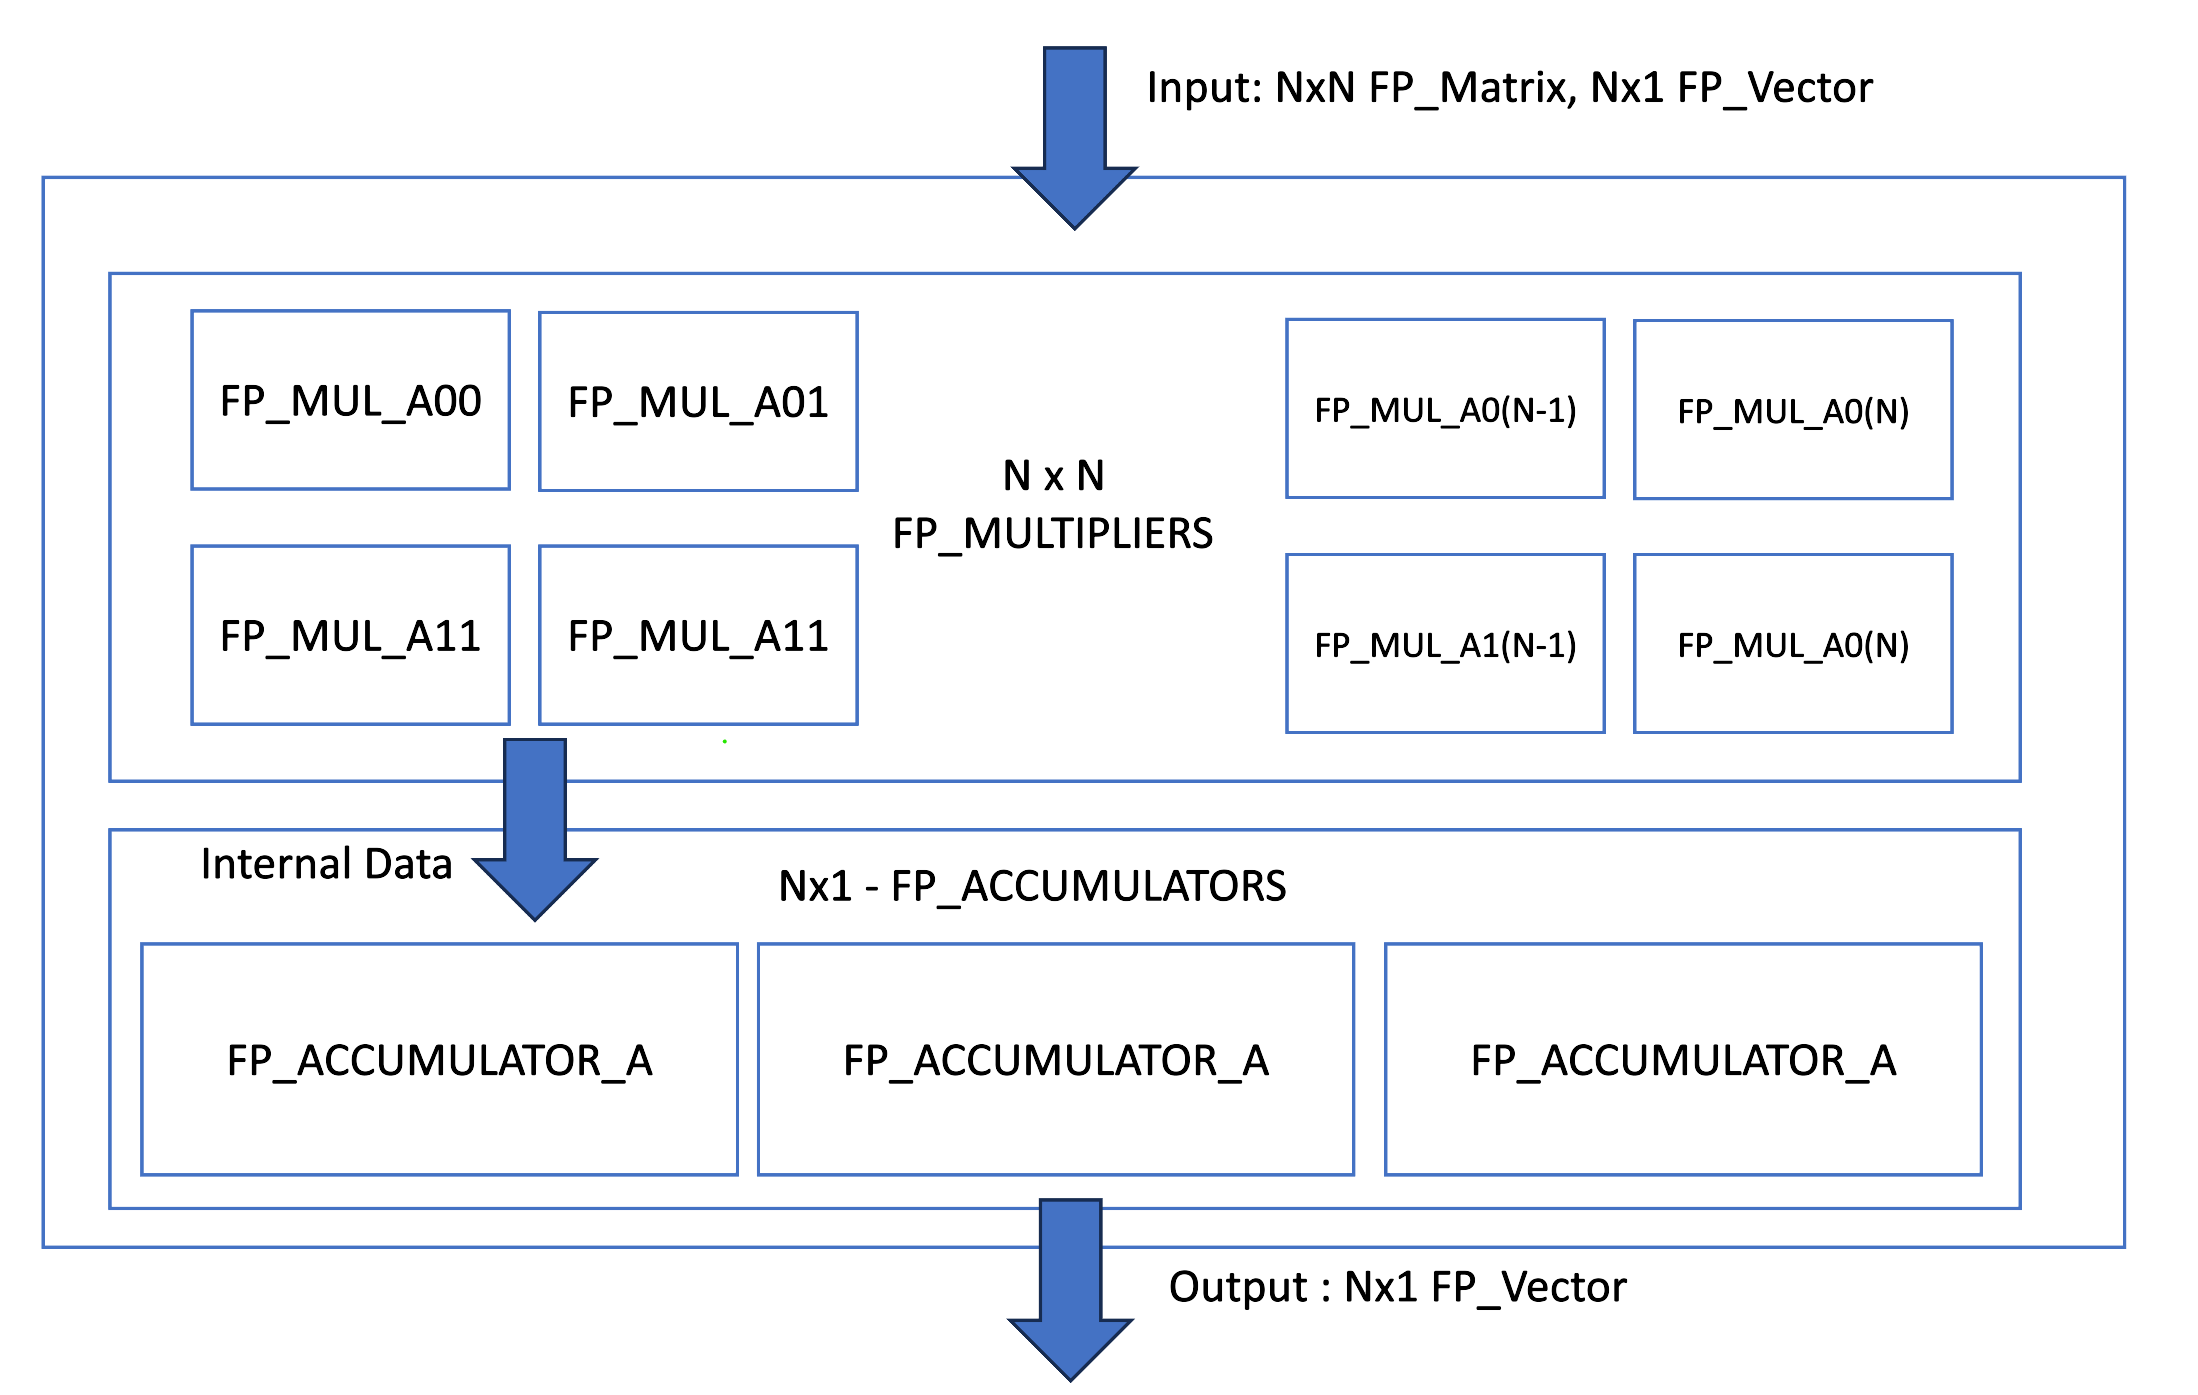 Input: NxN FP_Matrix, Nx1 FP_Vector
FP_MUL_A00
FP_MUL_A01
FP_MUL_A0(N-1)
FP_MUL_A0(N)
N x N
FP_MULTIPLIERS
FP_MUL_A11
FP_MUL_A11
FP_MUL_A1(N-1)
FP_MUL_A0(N)
Internal Data
Nx1 - FP_ACCUMULATORS
FP_ACCUMULATOR_A
FP_ACCUMULATOR_A
FP_ACCUMULATOR_A
Output : Nx1 FP_Vector